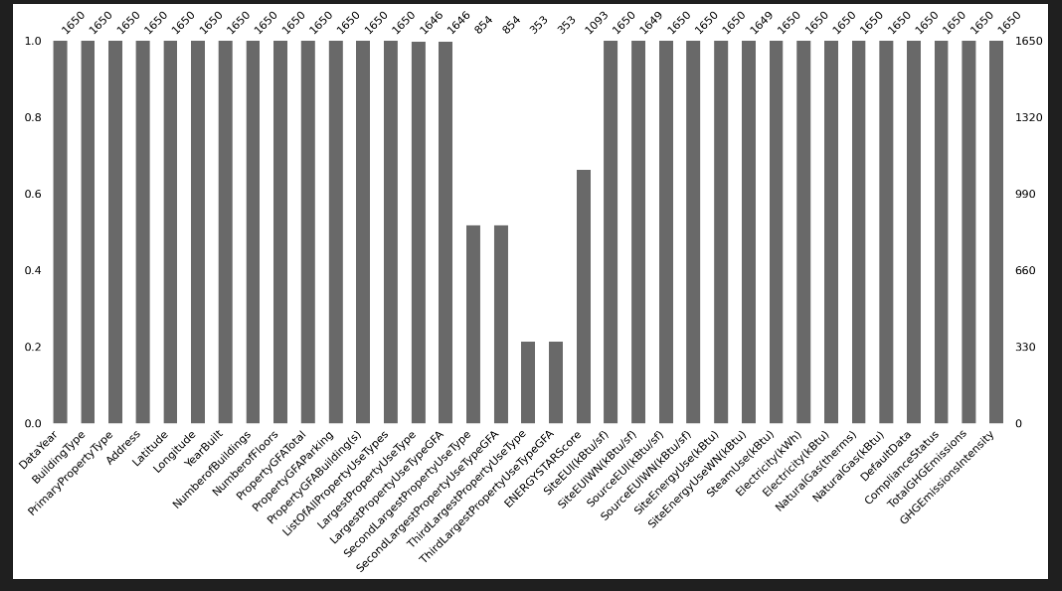 1650 1650 1650 1650 1650 1650 1650 1650 1650 1650 1650 1650 1650 1646 1646 854 854 353 353 1093 1650 1649 1650 1650 1650 1649 1650 1650 1650 1650 1650 1650 1650 1650 1650
1.0 1650
0.8 1320
0.6 990
0.4 660
0.2 330
0.0 0
DataYear
BuildingType
PrimaryPropertyType
Address
Latitude
Longitude
YearBuilt
NumberofBuildings
NumberofFloors
PropertyGFATotal
PropertyGFAParking
PropertyGFABuilding(s)
ListOfAllPropertyUseTypes
LargestPropertyUseType
LargestPropertyUseTypeGFA
SecondLargestPropertyUseType
SecondLargestPropertyUseTypeGFA
ThirdLargestPropertyUseType
ThirdLargestPropertyUseTypeGFA
ENERGYSTARScore
SiteEUI(kBtu/sf)
SiteEUIWN(kBtu/sf)
SourceEUI(kBtu/sf)
SourceEUIWN(kBtu/sf)
SiteEnergyUse(kBtu)
SiteEnergyUseWN(kBtu)
SteamUse(kBtu)
Electricity(kWh)
Electricity(kBtu)
NaturalGas(therms)
NaturalGas(kBtu)
DefaultData
ComplianceStatus
TotalGHGEmissions
GHGEmissionsIntensity